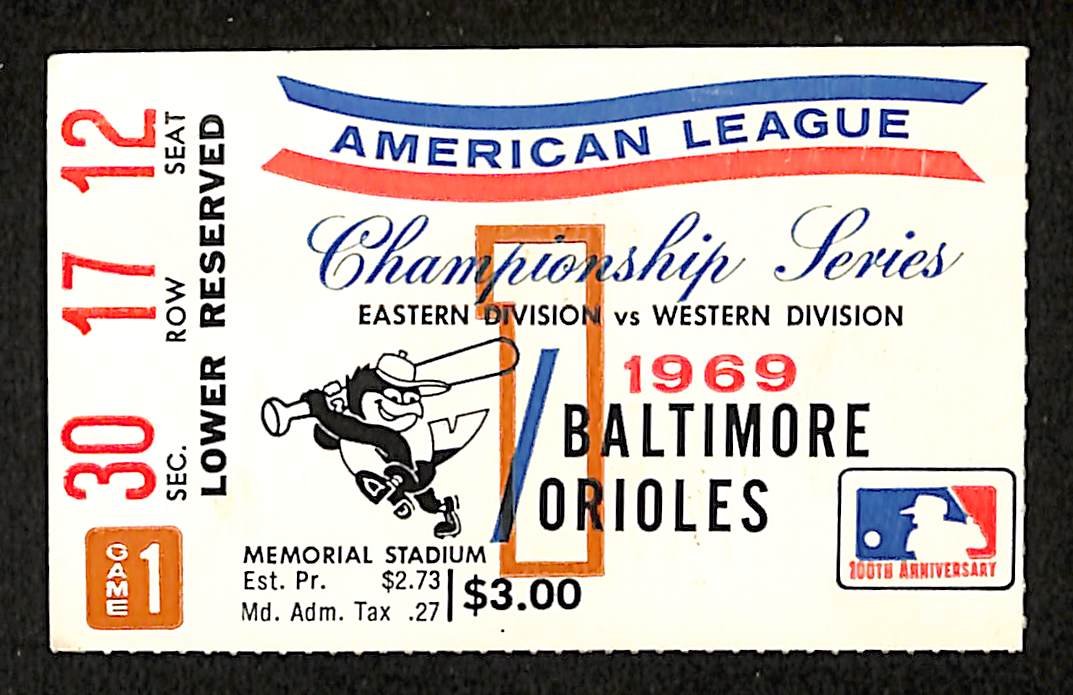 AMERICAN LEAGUE
Championship Series
EASTERN DIVISION vs WESTERN DIVISION
1969
BALTIMORE
ORIOLES
1
MEMORIAL STADIUM
Est. Pr. $2.73
Md. Adm. Tax .27
$3.00
100TH ANNIVERSARY
30 17 12
SEC. ROW SEAT
LOWER RESERVED
GAME 1